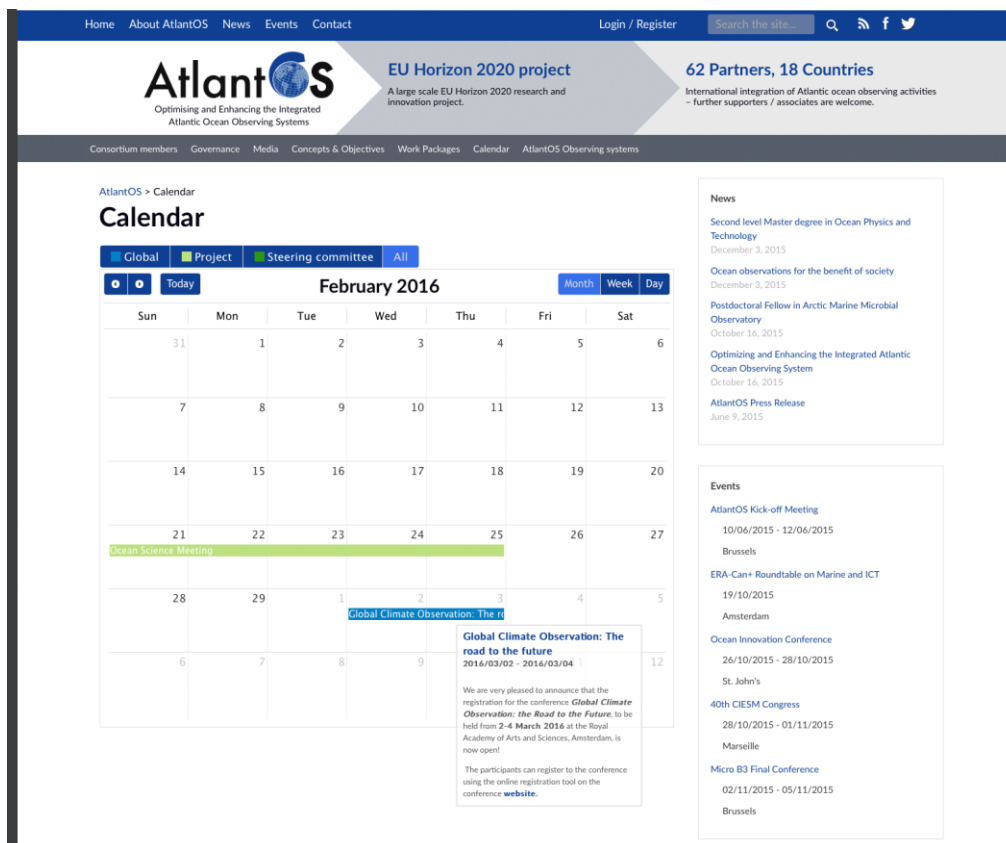 Home About AtlantOS News Events Contact Login / Register Search the site...
AtlantOS
Optimising and Enhancing the Integrated
Atlantic Ocean Observing Systems
EU Horizon 2020 project
A large scale EU Horizon 2020 research and
innovation project.
62 Partners, 18 Countries
International integration of Atlantic ocean observing activities
– further supporters / associates are welcome.
Consortium members Governance Media Concepts & Objectives Work Packages Calendar AtlantOS Observing systems
AtlantOS > Calendar
Calendar
Global Project Steering committee All
Today February 2016 Month Week Day
Sun Mon Tue Wed Thu Fri Sat
31 1 2 3 4 5 6
7 8 9 10 11 12 13
14 15 16 17 18 19 20
21 22 23 24 25 26 27
Ocean Science Meeting
28 29 1 2 3 4 5
Global Climate Observation: The ro
6 7 8 9 12
Global Climate Observation: The
road to the future
2016/03/02 - 2016/03/04
We are very pleased to announce that the
registration for the conference Global Climate
Observation: the Road to the Future, to be
held from 2-4 March 2016 at the Royal
Academy of Arts and Sciences, Amsterdam, is
now open!
The participants can register to the conference
using the online registration tool on the
conference website.
News
Second level Master degree in Ocean Physics and
Technology
December 3, 2015
Ocean observations for the benefit of society
December 3, 2015
Postdoctoral Fellow in Arctic Marine Microbial
Observatory
October 16, 2015
Optimizing and Enhancing the Integrated Atlantic
Ocean Observing System
October 16, 2015
AtlantOS Press Release
June 9, 2015
Events
AtlantOS Kick-off Meeting
10/06/2015 - 12/06/2015
Brussels
ERA-Can+ Roundtable on Marine and ICT
19/10/2015
Amsterdam
Ocean Innovation Conference
26/10/2015 - 28/10/2015
St. John's
40th CIESM Congress
28/10/2015 - 01/11/2015
Marseille
Micro B3 Final Conference
02/11/2015 - 05/11/2015
Brussels